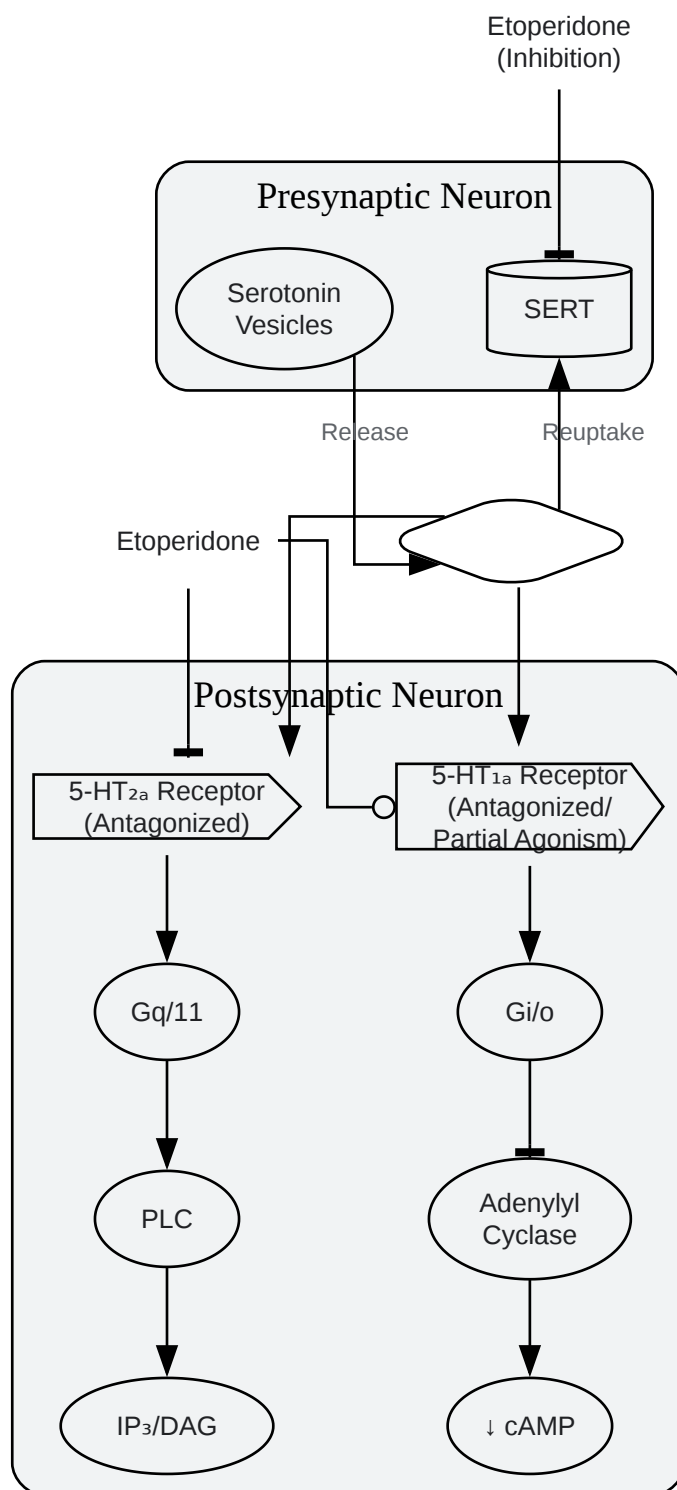 Etoperidone
(Inhibition)
Presynaptic Neuron
Serotonin
Vesicles
SERT
Release
Reuptake
Etoperidone
Postsynaptic Neuron
5-HT₂ₐ Receptor
(Antagonized)
5-HT₁ₐ Receptor
(Antagonized/
Partial Agonism)
Gq/11
Gi/o
PLC
Adenylyl
Cyclase
IP₃/DAG
↓ cAMP